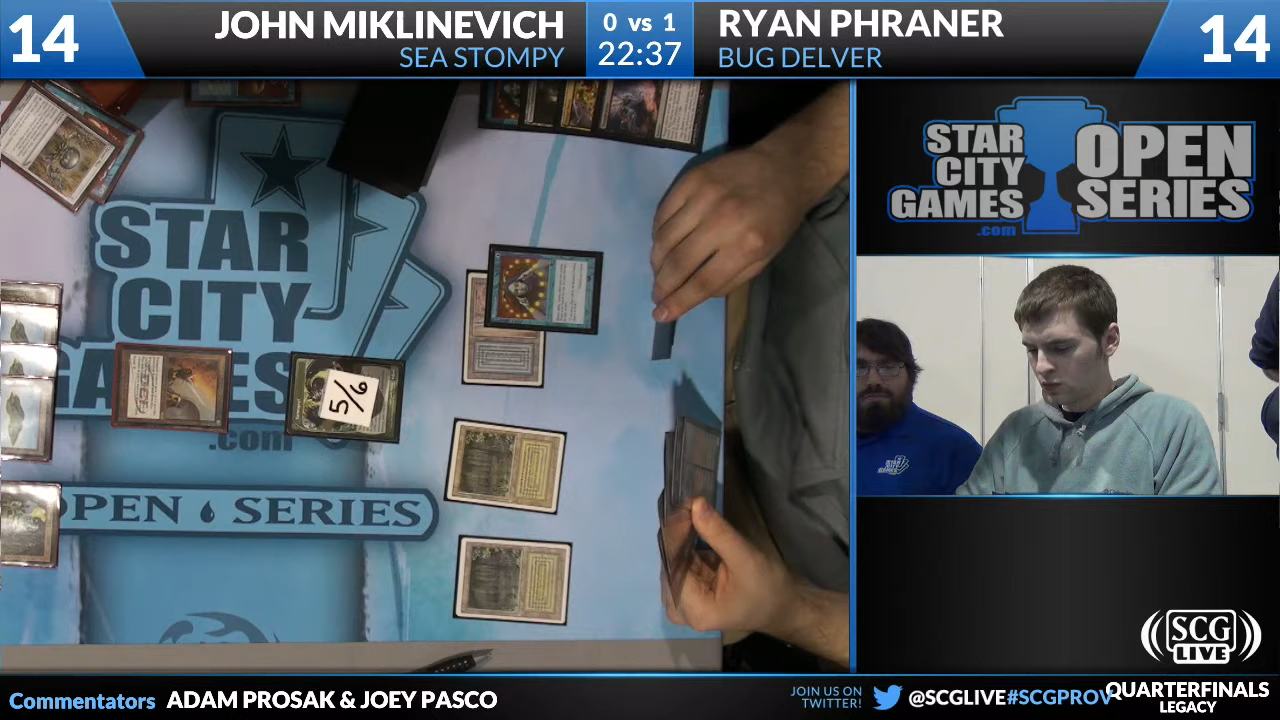 14
JOHN MIKLINEVICH
SEA STOMPY
0 vs 1
22:37
RYAN PHRANER
BUG DELVER
14
STAR
CITY
GAMES
.com
OPEN
SERIES
STAR
CITY
GAMES
.com
OPEN SERIES
5/6
SCG
LIVE
Commentators ADAM PROSAK & JOEY PASCO
JOIN US ON
TWITTER!
@SCGLIVE#SCGPROV
QUARTERFINALS
LEGACY